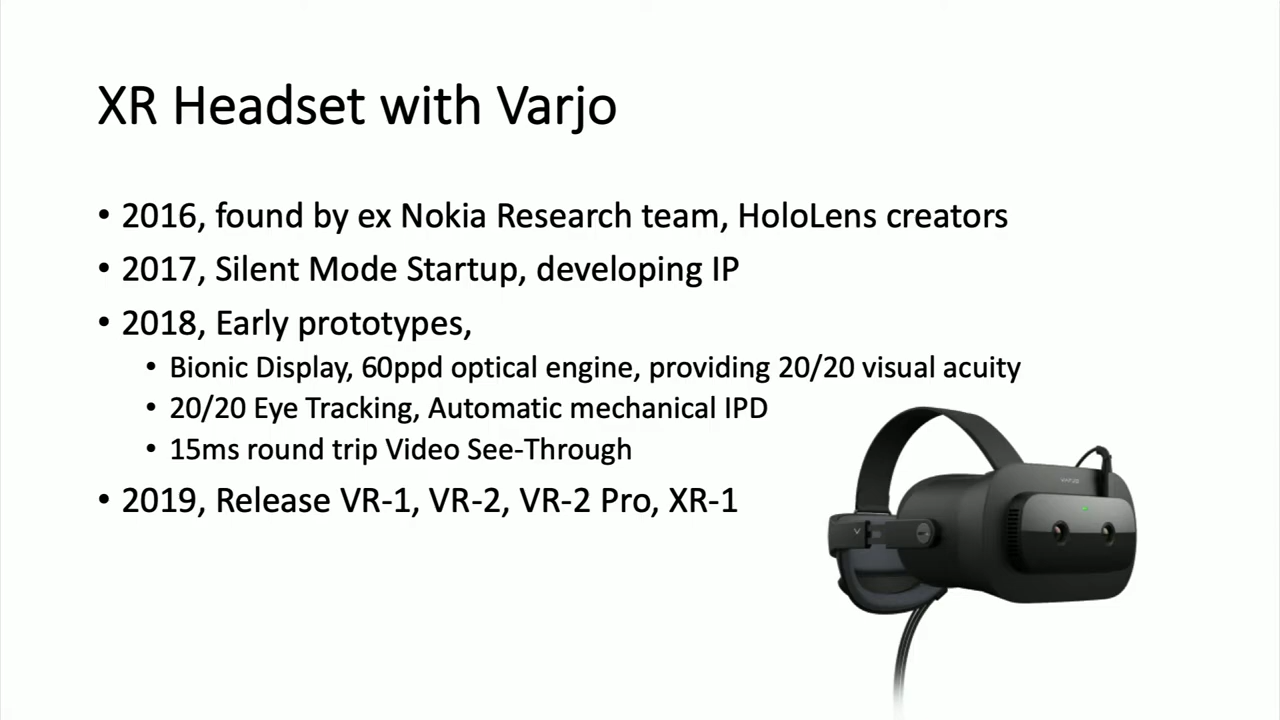 XR Headset with Varjo
• 2016, found by ex Nokia Research team, HoloLens creators
• 2017, Silent Mode Startup, developing IP
• 2018, Early prototypes,
• Bionic Display, 60ppd optical engine, providing 20/20 visual acuity
• 20/20 Eye Tracking, Automatic mechanical IPD
• 15ms round trip Video See-Through
• 2019, Release VR-1, VR-2, VR-2 Pro, XR-1